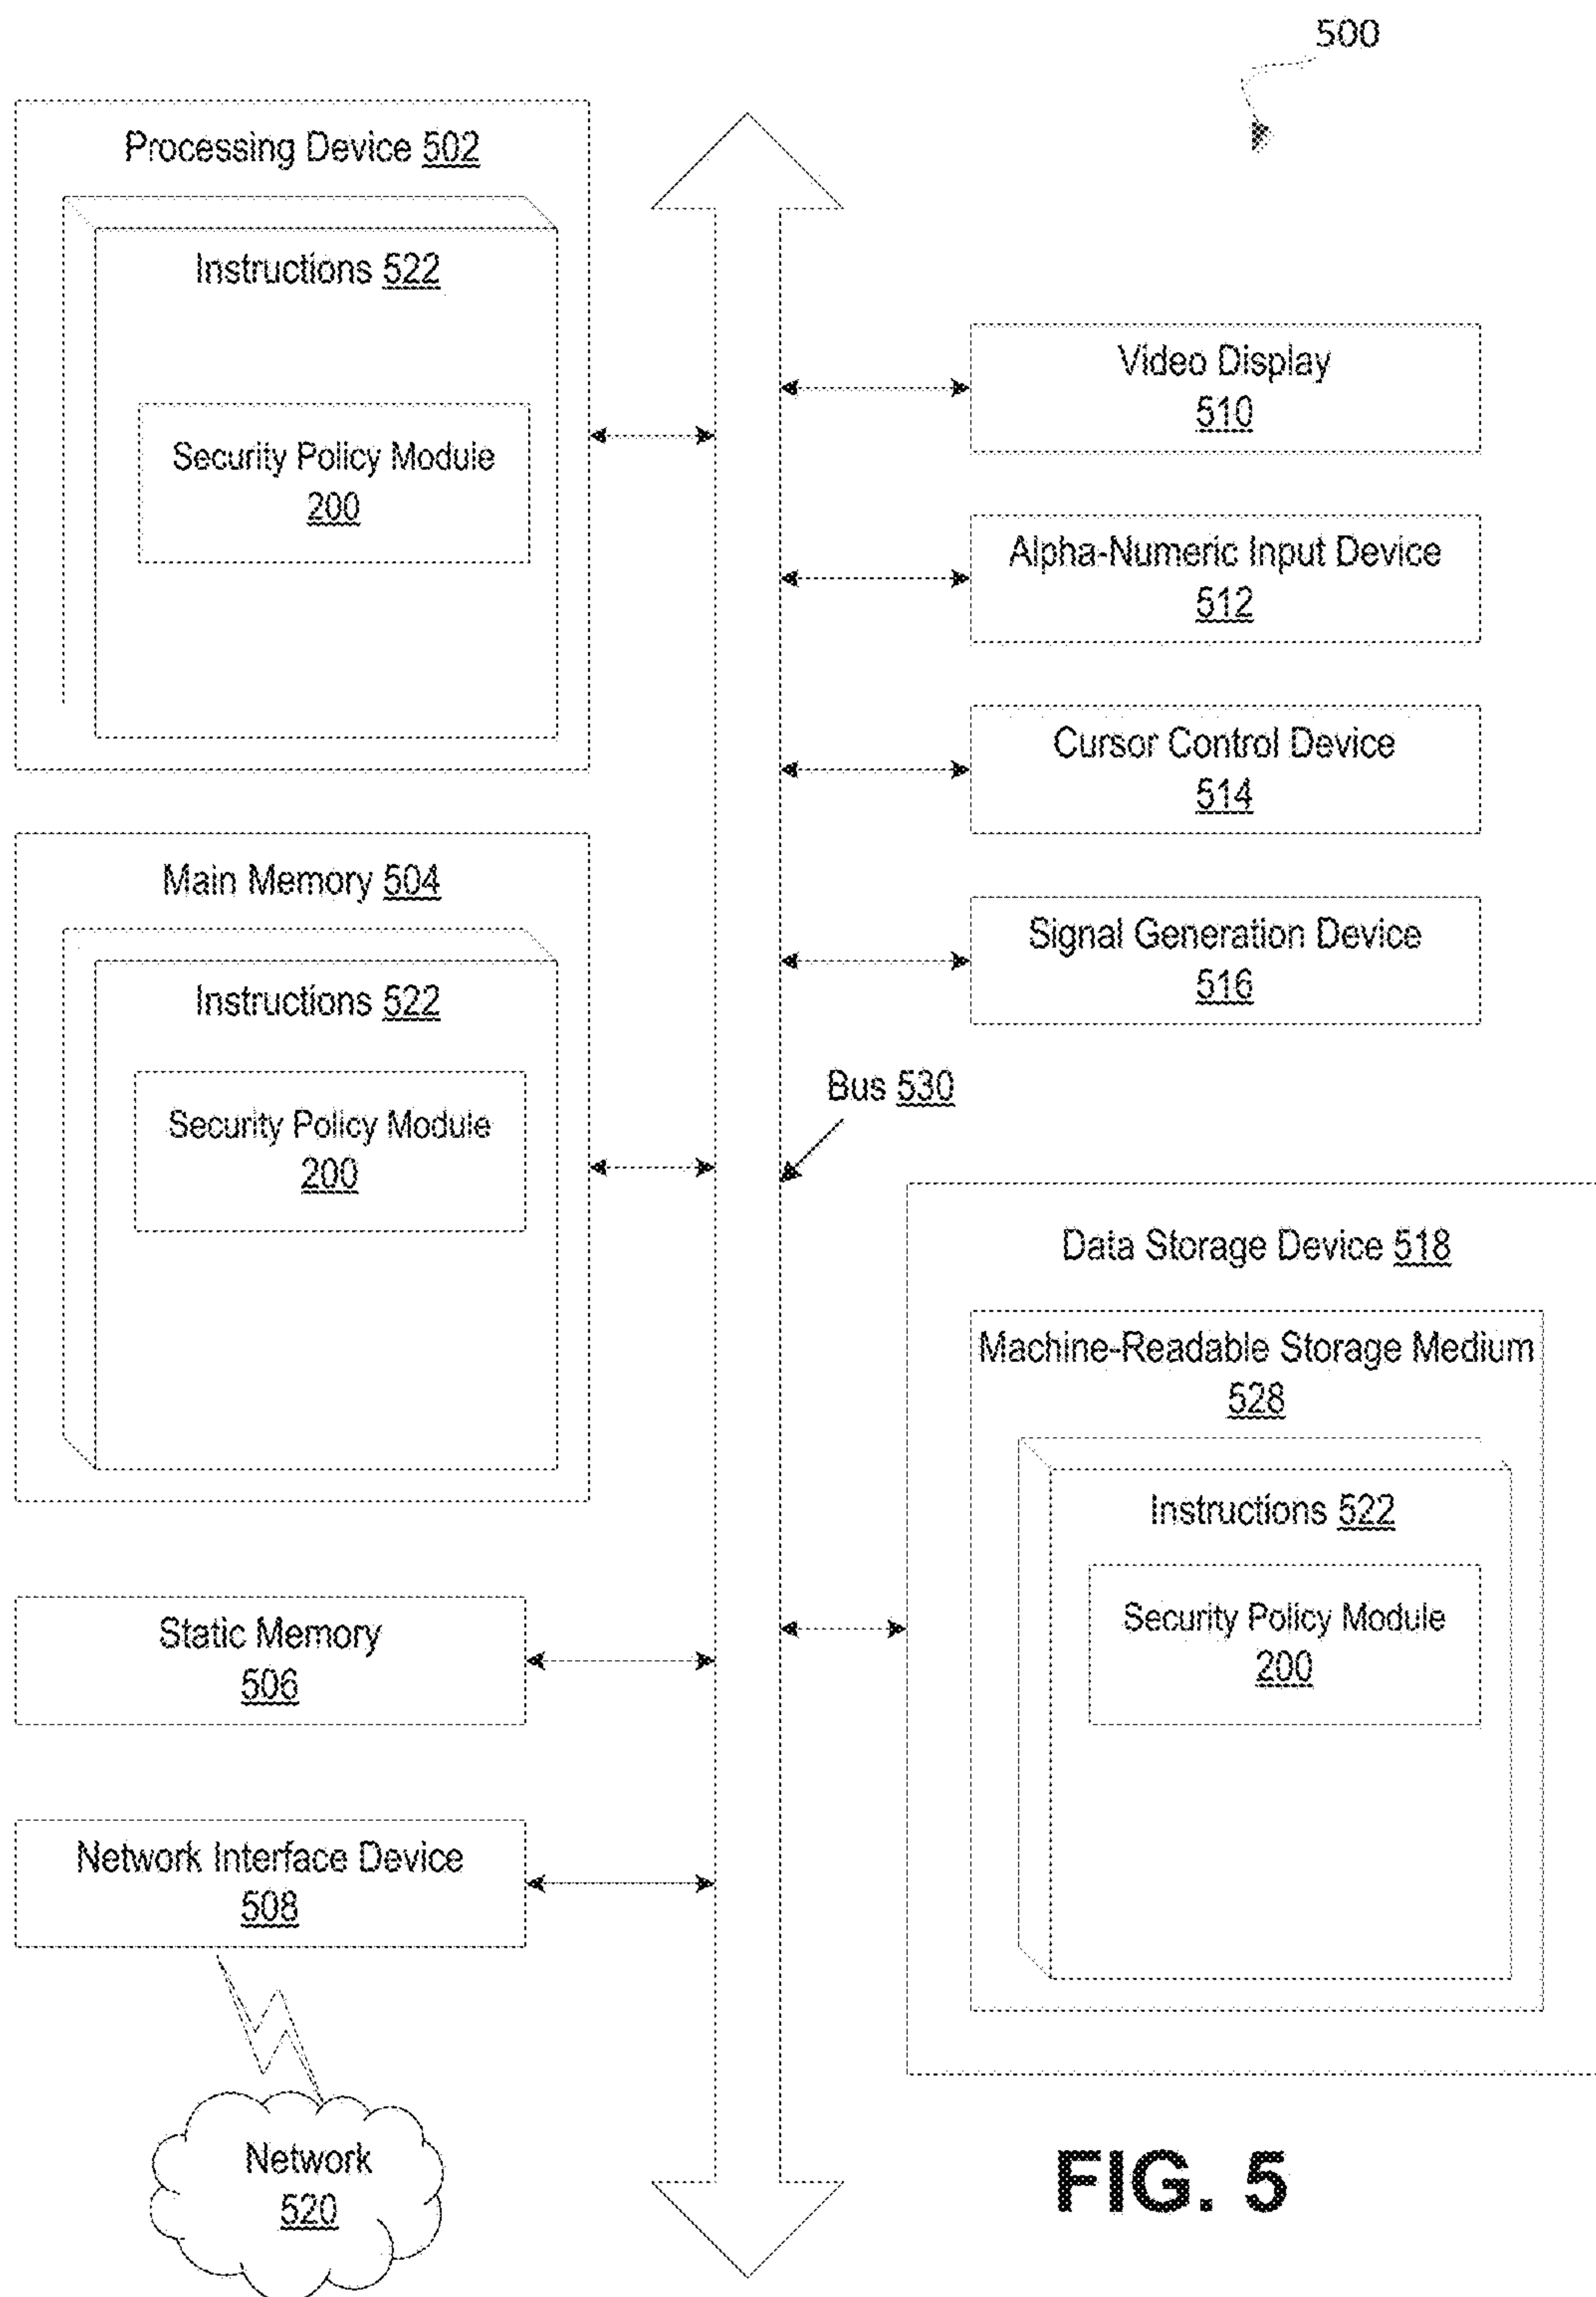 500
Processing Device 502
Instructions 522
Security Policy Module
200
Main Memory 504
Instructions 522
Security Policy Module
200
Static Memory
506
Network Interface Device
508
Network
520
Video Display
510
Alpha-Numeric Input Device
512
Cursor Control Device
514
Signal Generation Device
516
Bus 530
Data Storage Device 518
Machine-Readable Storage Medium
528
Instructions 522
Security Policy Module
200
FIG. 5